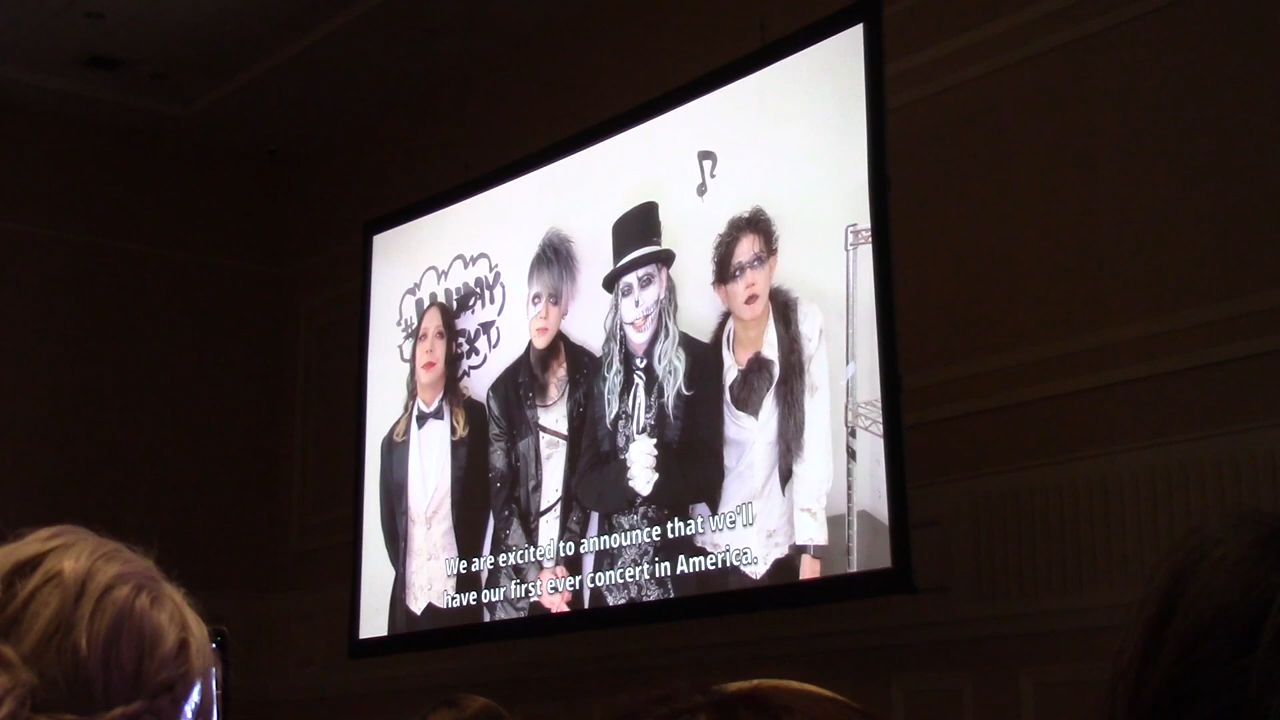 We are excited to announce that we'll
have our first ever concert in America.